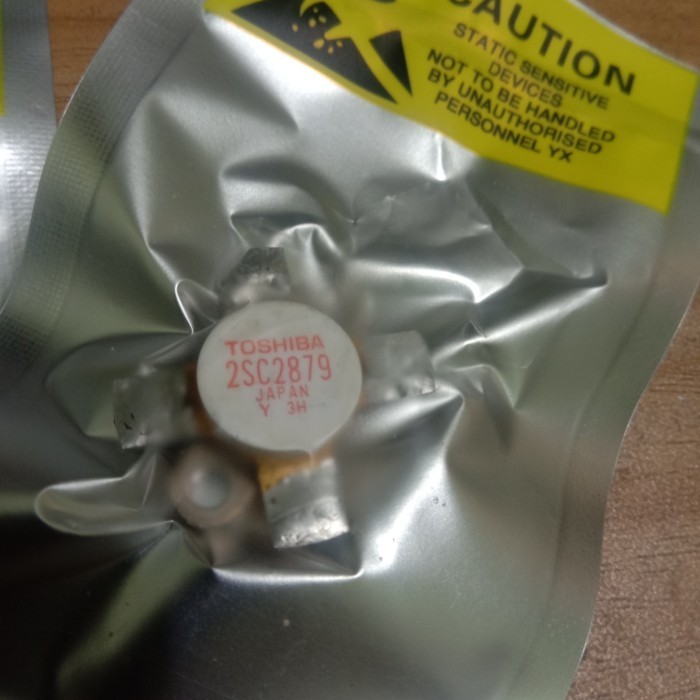 CAUTION
STATIC SENSITIVE
DEVICES
NOT TO BE HANDLED
BY UNAUTHORISED
PERSONNEL YX
TOSHIBA
2SC2879
JAPAN
Y 3H